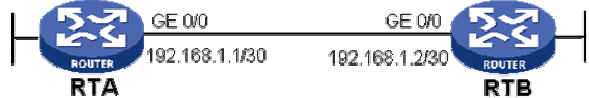 GE 0/0
GE 0/0
192.168.1.1/30
192.168.1.2/30
ROUTER
ROUTER
RTA
RTB